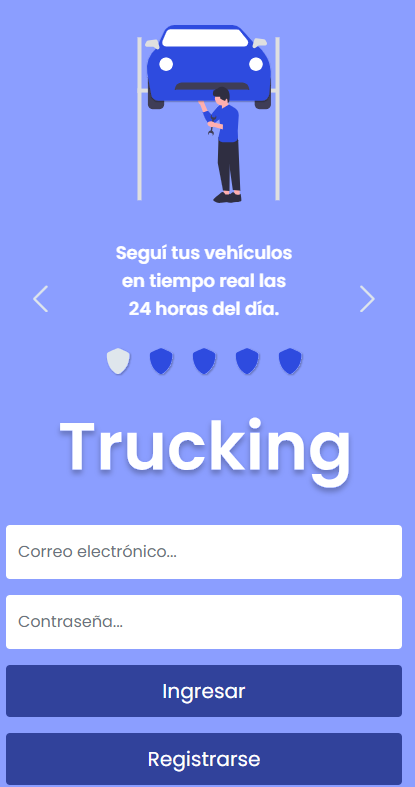 Seguí tus vehículos
en tiempo real las
24 horas del día.
Trucking
Correo electrónico...
Contraseña...
Ingresar
Registrarse